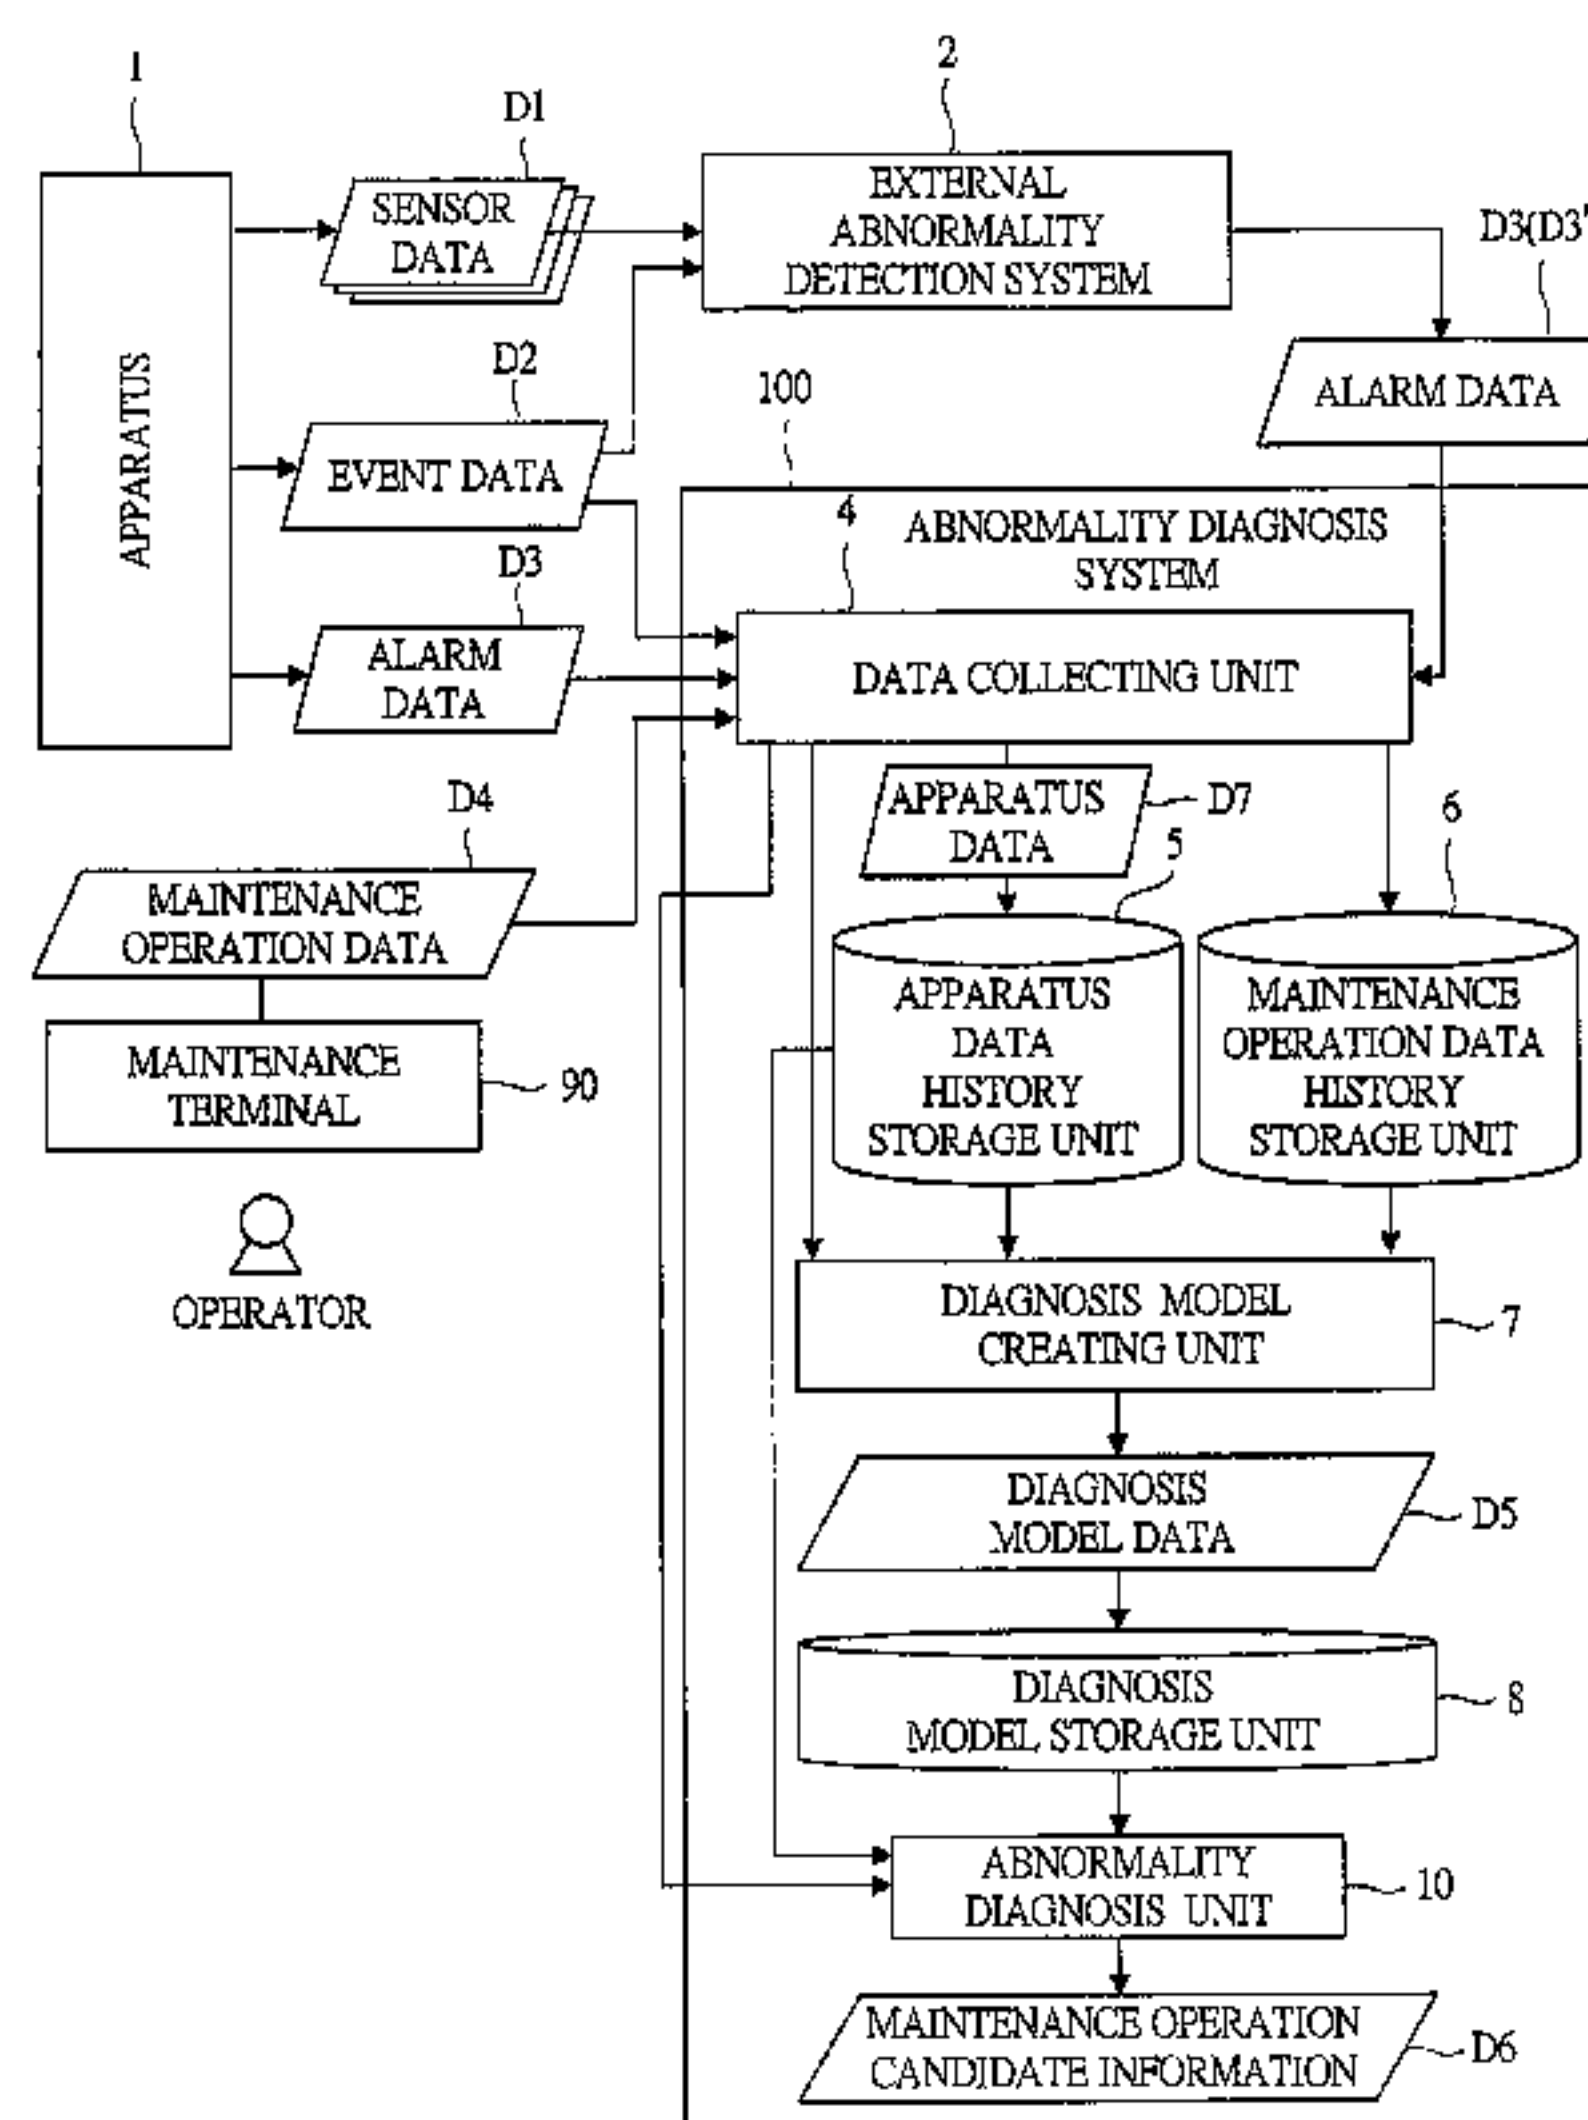 1
2
D1
SENSOR
DATA
EXTERNAL
ABNORMALITY
DETECTION SYSTEM
D3(D3'
APPARATUS
D2
EVENT DATA
100
ALARM DATA
4
ABNORMALITY DIAGNOSIS
SYSTEM
D3
ALARM
DATA
DATA COLLECTING UNIT
D4
MAINTENANCE
OPERATION DATA
APPARATUS
DATA
D7
5
6
MAINTENANCE
TERMINAL
90
APPARATUS
DATA
HISTORY
STORAGE UNIT
MAINTENANCE
OPERATION DATA
HISTORY
STORAGE UNIT
OPERATOR
DIAGNOSIS MODEL
CREATING UNIT
7
DIAGNOSIS
MODEL DATA
D5
DIAGNOSIS
MODEL STORAGE UNIT
8
ABNORMALITY
DIAGNOSIS UNIT
10
MAINTENANCE OPERATION
CANDIDATE INFORMATION
D6